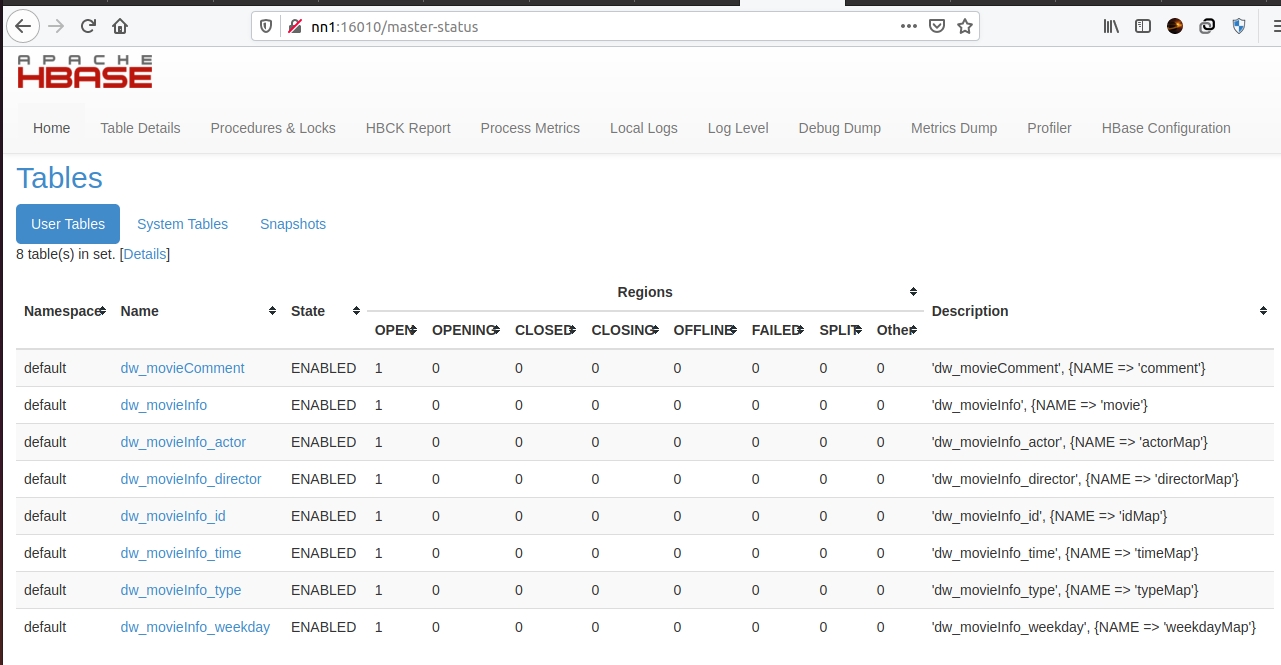 nn1:16010/master-status
APACHE
HBASE
Home Table Details Procedures & Locks HBCK Report Process Metrics Local Logs Log Level Debug Dump Metrics Dump Profiler HBase Configuration
Tables
User Tables System Tables Snapshots
8 table(s) in set. [Details]
Regions
Namespace Name State Description
OPEN OPENING CLOSED CLOSING OFFLINE FAILED SPLIT Other
default dw_movieComment ENABLED 1 0 0 0 0 0 0 0 'dw_movieComment', {NAME => 'comment'}
default dw_movieInfo ENABLED 1 0 0 0 0 0 0 0 'dw_movieInfo', {NAME => 'movie'}
default dw_movieInfo_actor ENABLED 1 0 0 0 0 0 0 0 'dw_movieInfo_actor', {NAME => 'actorMap'}
default dw_movieInfo_director ENABLED 1 0 0 0 0 0 0 0 'dw_movieInfo_director', {NAME => 'directorMap'}
default dw_movieInfo_id ENABLED 1 0 0 0 0 0 0 0 'dw_movieInfo_id', {NAME => 'idMap'}
default dw_movieInfo_time ENABLED 1 0 0 0 0 0 0 0 'dw_movieInfo_time', {NAME => 'timeMap'}
default dw_movieInfo_type ENABLED 1 0 0 0 0 0 0 0 'dw_movieInfo_type', {NAME => 'typeMap'}
default dw_movieInfo_weekday ENABLED 1 0 0 0 0 0 0 0 'dw_movieInfo_weekday', {NAME => 'weekdayMap'}